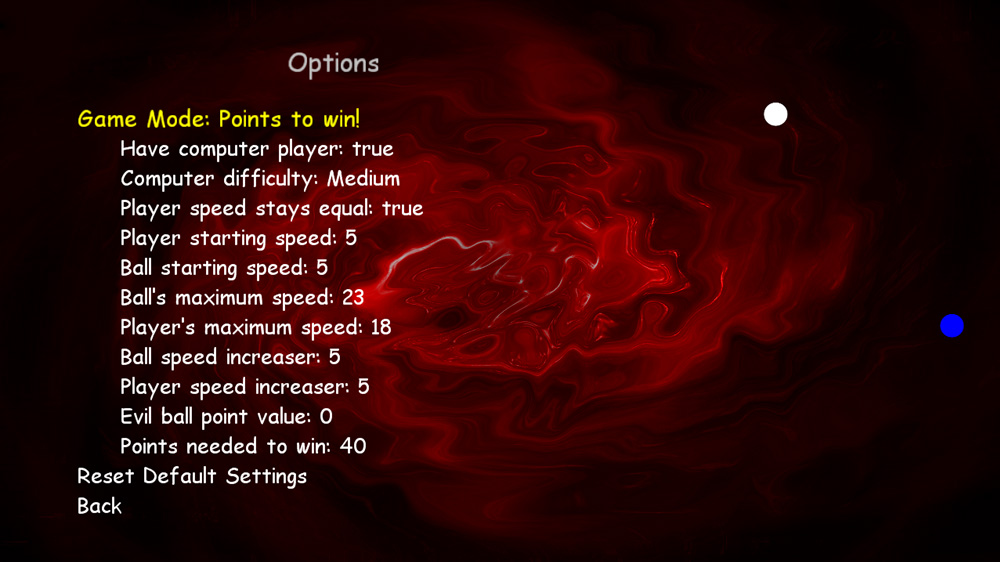 Options
Game Mode: Points to win!
Have computer player: true
Computer difficulty: Medium
Player speed stays equal: true
Player starting speed: 5
Ball starting speed: 5
Ball's maximum speed: 23
Player's maximum speed: 18
Ball speed increaser: 5
Player speed increaser: 5
Evil ball point value: 0
Points needed to win: 40
Reset Default Settings
Back